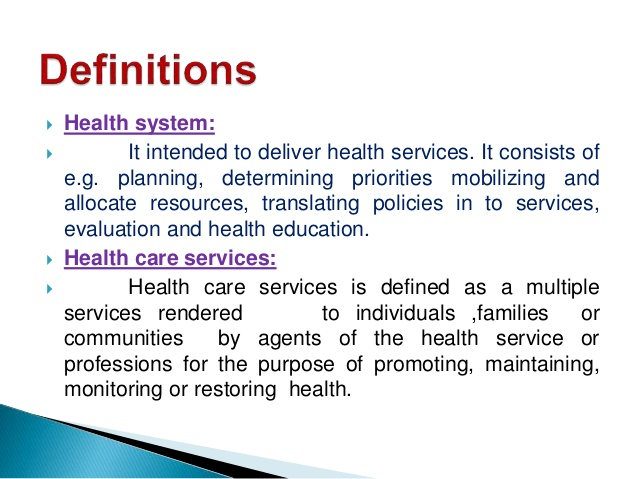 Definitions
Health system:
It intended to deliver health services. It consists of
e.g. planning, determining priorities mobilizing and
allocate resources, translating policies in to services,
evaluation and health education.
Health care services:
Health care services is defined as a multiple
services rendered to individuals ,families or
communities by agents of the health service or
professions for the purpose of promoting, maintaining,
monitoring or restoring health.